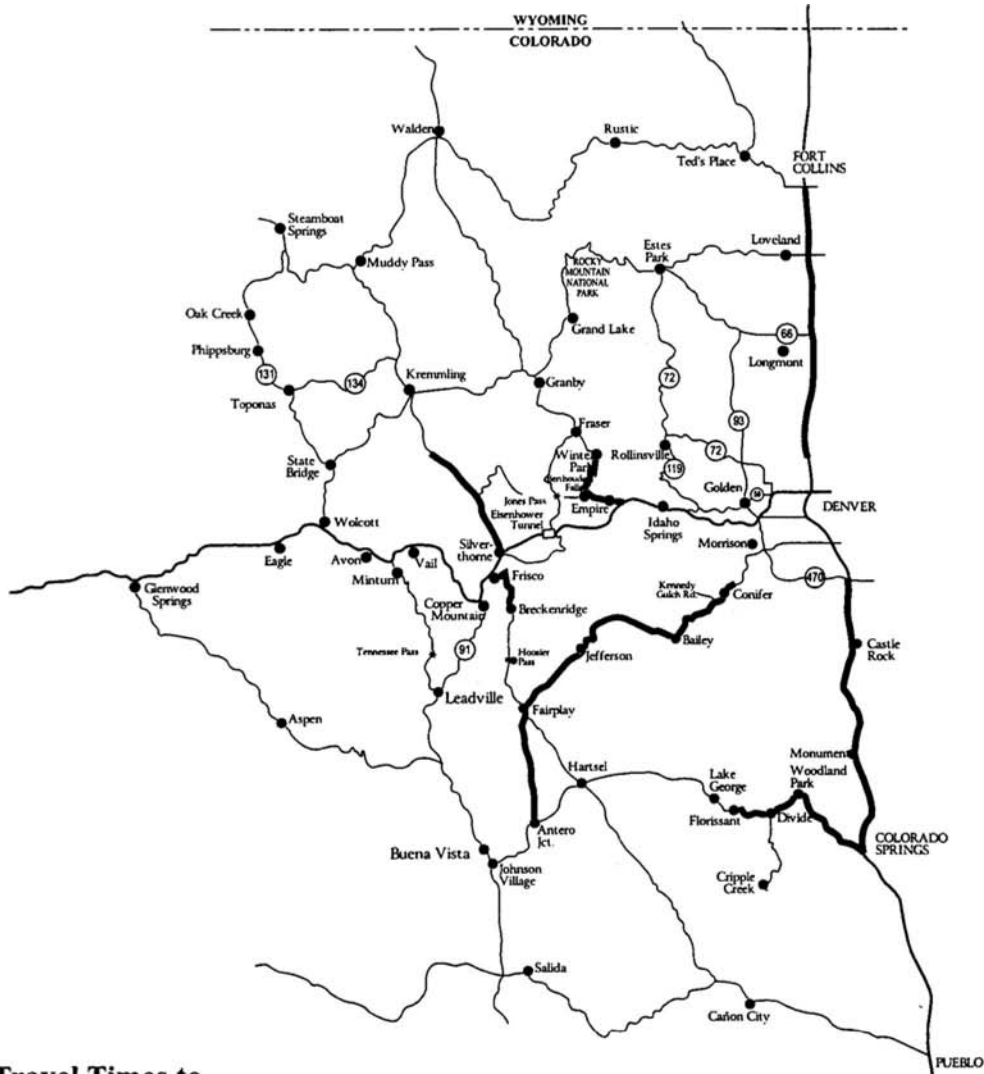 WYOMING
COLORADO
Walden
Rustic
Ted's Place
FORT
COLLINS
Steamboat
Springs
Muddy Pass
Estes
Park
Loveland
ROCKY
MOUNTAIN
NATIONAL
PARK
Oak Creek
Grand Lake
66
Phippsburg
Longmont
131
134
Kremmling
Granby
72
Toponas
93
Fraser
State
Bridge
Winter
Park
Rollinsville
72
119
Golden
Jones Pass
Empire
DENVER
Eisenhower
Tunnel
Idaho
Springs
Wolcott
Morrison
Silver-
thorne
Eagle
Avon
Vail
Minturn
Frisco
Kennedy
Gulch Rd.
470
Glenwood
Springs
Copper
Mountain
Breckenridge
Conifer
Bailey
Castle
Rock
Tennessee Pass
91
Hoosier
Pass
Jefferson
Leadville
Fairplay
Aspen
Monument
Hartsel
Lake
George
Woodland
Park
Florissant
Divide
Antero
Jct.
COLORADO
SPRINGS
Buena Vista
Johnson
Village
Cripple
Creek
Salida
Cañon City
PUEBLO
Travel Times to